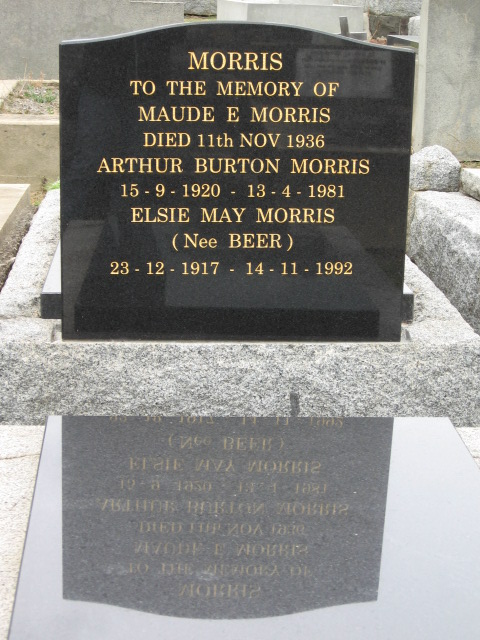 MORRIS
TO THE MEMORY OF
MAUDE E MORRIS
DIED 11th NOV 1936
ARTHUR BURTON MORRIS
15 - 9 - 1920 - 13 - 4 - 1981
ELSIE MAY MORRIS
( Nee BEER )
23 - 12 - 1917 - 14 - 11 - 1992